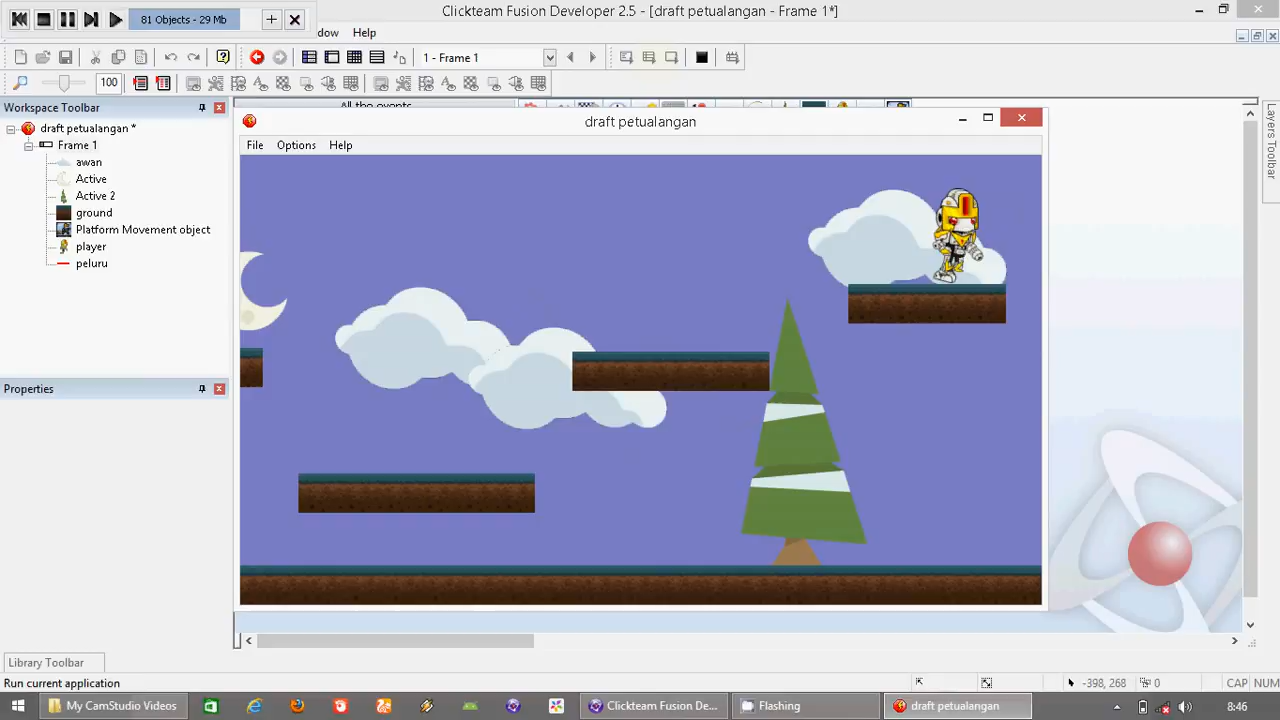 Clickteam Fusion Developer 2.5 - [draft petualangan - Frame 1*]
81 Objects - 29 Mb
Help
1 - Frame 1
100
Workspace Toolbar
All the events
draft petualangan *
Frame 1
awan
Active
Active 2
ground
Platform Movement object
player
peluru
draft petualangan
File Options Help
Layers Toolbar
Properties
Library Toolbar
Run current application
-398, 268
0
CAP NUM
My CamStudio Videos
Clickteam Fusion De...
Flashing
draft petualangan
8:46